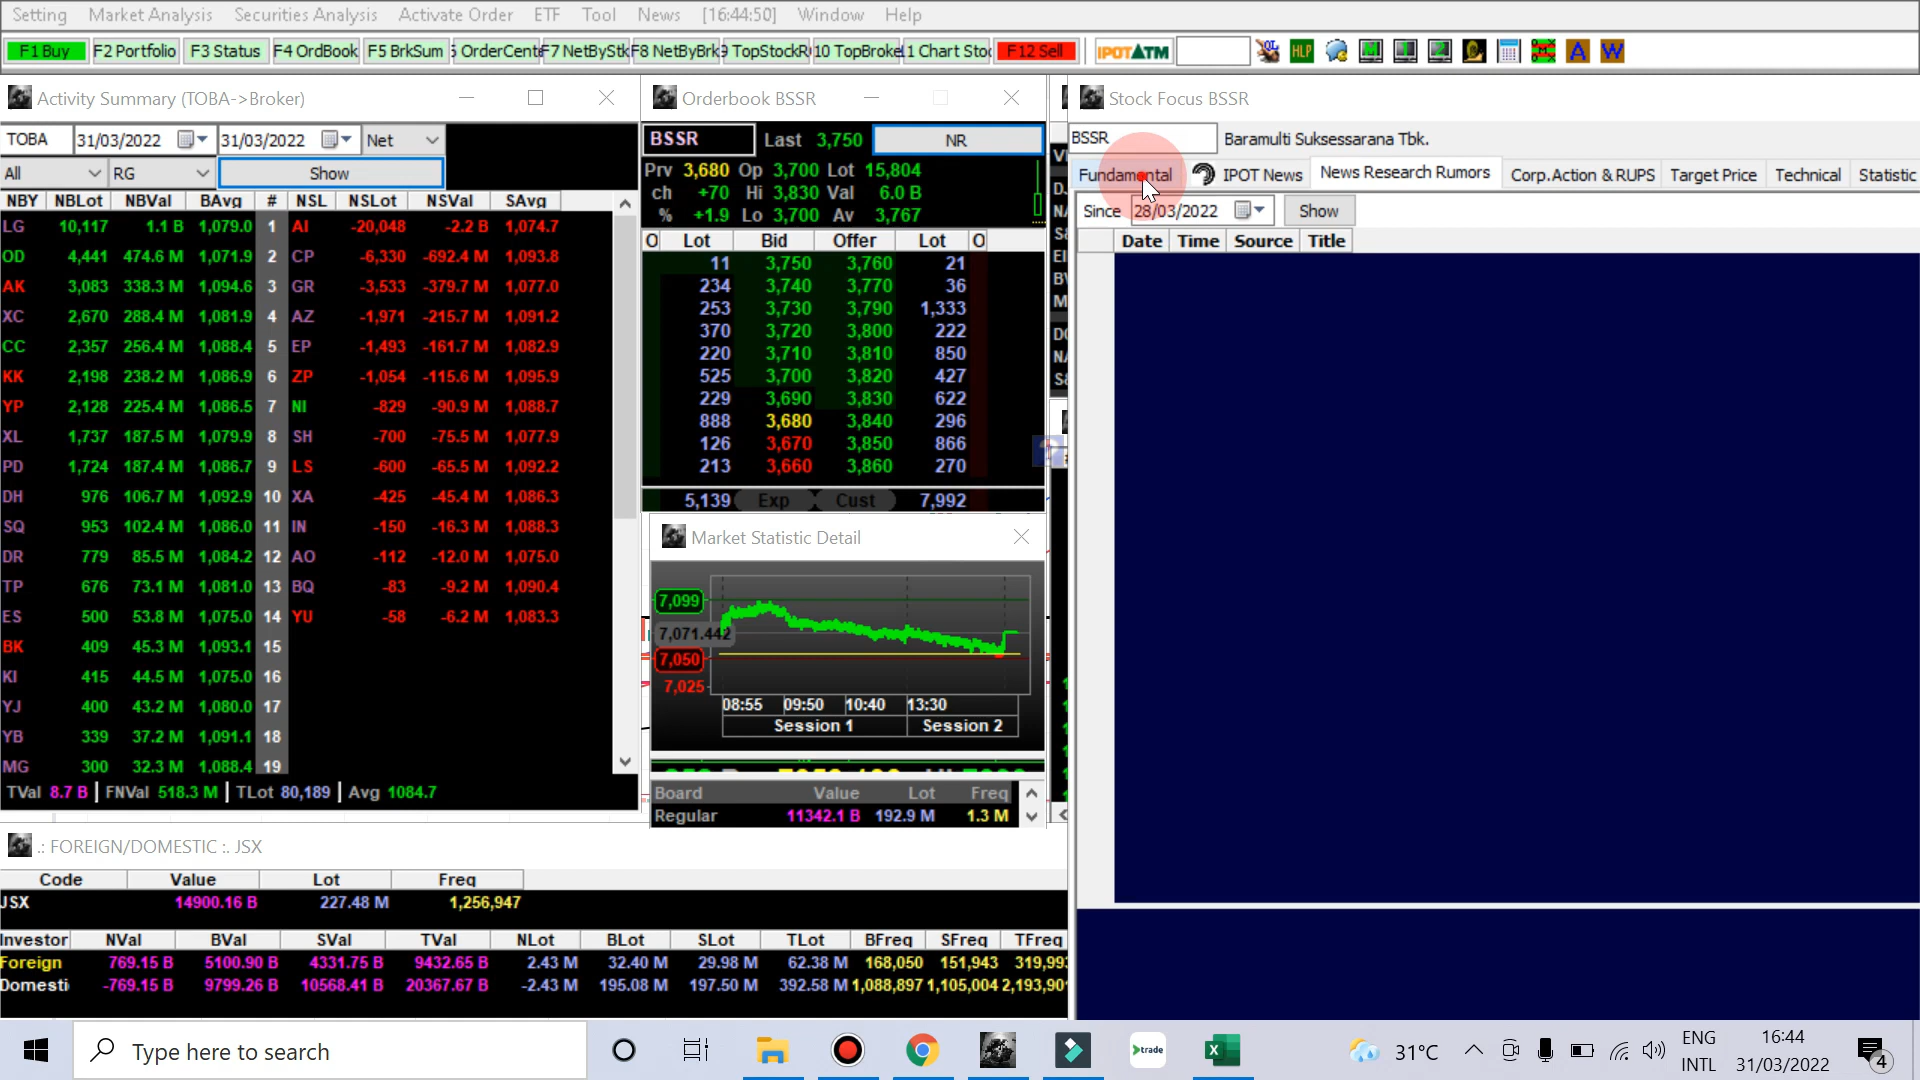 Setting Market Analysis Securities Analysis Activate Order ETF Tool News [16:44:50] Window Help
F1 Buy F2 Portfolio F3 Status F4 OrdBook F5 BrkSum OrderCent F7 NetByStk F8 NetByBrk TopStock 10 TopBroke 1 Chart Sto F12 Sell IPOTATM HLP A W
Activity Summary (TOBA->Broker)
TOBA 31/03/2022 31/03/2022 Net
All RG Show
NBY NBLot NBVal BAvg # NSL NSLot NSVal SAvg
LG 10,117 1.1 B 1,079.0 1 AI -20,048 -2.2 B 1,074.7
OD 4,441 474.6 M 1,071.9 2 CP -6,330 -692.4 M 1,093.8
AK 3,083 338.3 M 1,094.6 3 GR -3,533 -379.7 M 1,077.0
XC 2,670 288.4 M 1,081.9 4 AZ -1,971 -215.7 M 1,091.2
CC 2,357 256.4 M 1,088.4 5 EP -1,493 -161.7 M 1,082.9
KK 2,198 238.2 M 1,086.9 6 ZP -1,054 -115.6 M 1,095.9
YP 2,128 225.4 M 1,086.5 7 NI -829 -90.9 M 1,088.7
XL 1,737 187.5 M 1,079.9 8 SH -700 -75.5 M 1,077.9
PD 1,724 187.4 M 1,086.7 9 LS -600 -65.5 M 1,092.2
DH 976 106.7 M 1,092.9 10 XA -425 -45.4 M 1,086.3
SQ 953 102.4 M 1,086.0 11 IN -150 -16.3 M 1,088.3
DR 779 85.5 M 1,084.2 12 AO -112 -12.0 M 1,075.0
TP 676 73.1 M 1,081.0 13 BQ -83 -9.2 M 1,090.4
ES 500 53.8 M 1,075.0 14 YU -58 -6.2 M 1,083.3
BK 409 45.3 M 1,093.1 15
KI 415 44.5 M 1,075.0 16
YJ 400 43.2 M 1,080.0 17
YB 339 37.2 M 1,091.1 18
MG 300 32.3 M 1,088.4 19
TVal 8.7 B | FNVal 518.3 M | TLot 80,189 | Avg 1084.7
Orderbook BSSR
BSSR Last 3,750 NR
Prv 3,680 Op 3,700 Lot 15,804
ch +70 Hi 3,830 Val 6.0 B
% +1.9 Lo 3,700 Av 3,767
O Lot Bid Offer Lot O
11 3,750 3,760 21
234 3,740 3,770 36
253 3,730 3,790 1,333
370 3,720 3,800 222
220 3,710 3,810 850
525 3,700 3,820 427
229 3,690 3,830 622
888 3,680 3,840 296
126 3,670 3,850 866
213 3,660 3,860 270
5,139 Exp Cust 7,992
Market Statistic Detail
7,099
7,071.442
7,050
7,025
08:55 09:50 10:40 13:30
Session 1 Session 2
Board Value Lot Freq
Regular 11342.1 B 192.9 M 1.3 M
Stock Focus BSSR
BSSR Baramulti Suksessarana Tbk.
Fundamental IPOT News News Research Rumors Corp.Action & RUPS Target Price Technical Statistic
Since 28/03/2022 Show
Date Time Source Title
.: FOREIGN/DOMESTIC :. JSX
Code Value Lot Freq
JSX 14900.16 B 227.48 M 1,256,947
Investor NVal BVal SVal TVal NLot BLot SLot TLot BFreq SFreq TFreq
Foreign 769.15 B 5100.90 B 4331.75 B 9432.65 B 2.43 M 32.40 M 29.98 M 62.38 M 168,050 151,943 319,993
Domesti -769.15 B 9799.26 B 10568.41 B 20367.67 B -2.43 M 195.08 M 197.50 M 392.58 M 1,088,897 1,105,004 2,193,90
Type here to search
trade
31°C
ENG
INTL
16:44
31/03/2022
4